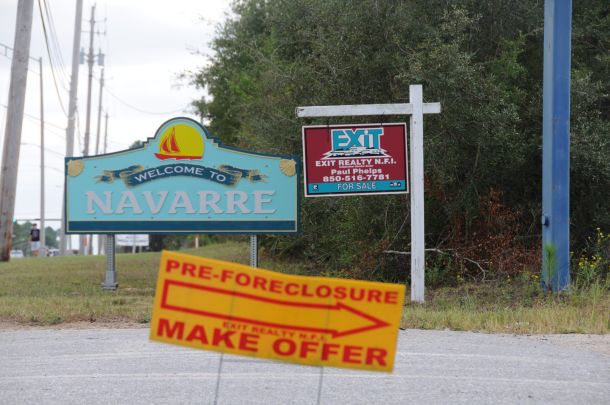 WELCOME TO
NAVARRE
EXIT
EXIT REALTY N.F.I.
Paul Phelps
850-516-7781
FOR SALE
PRE-FORECLOSURE
EXIT REALTY N.F.I.
MAKE OFFER